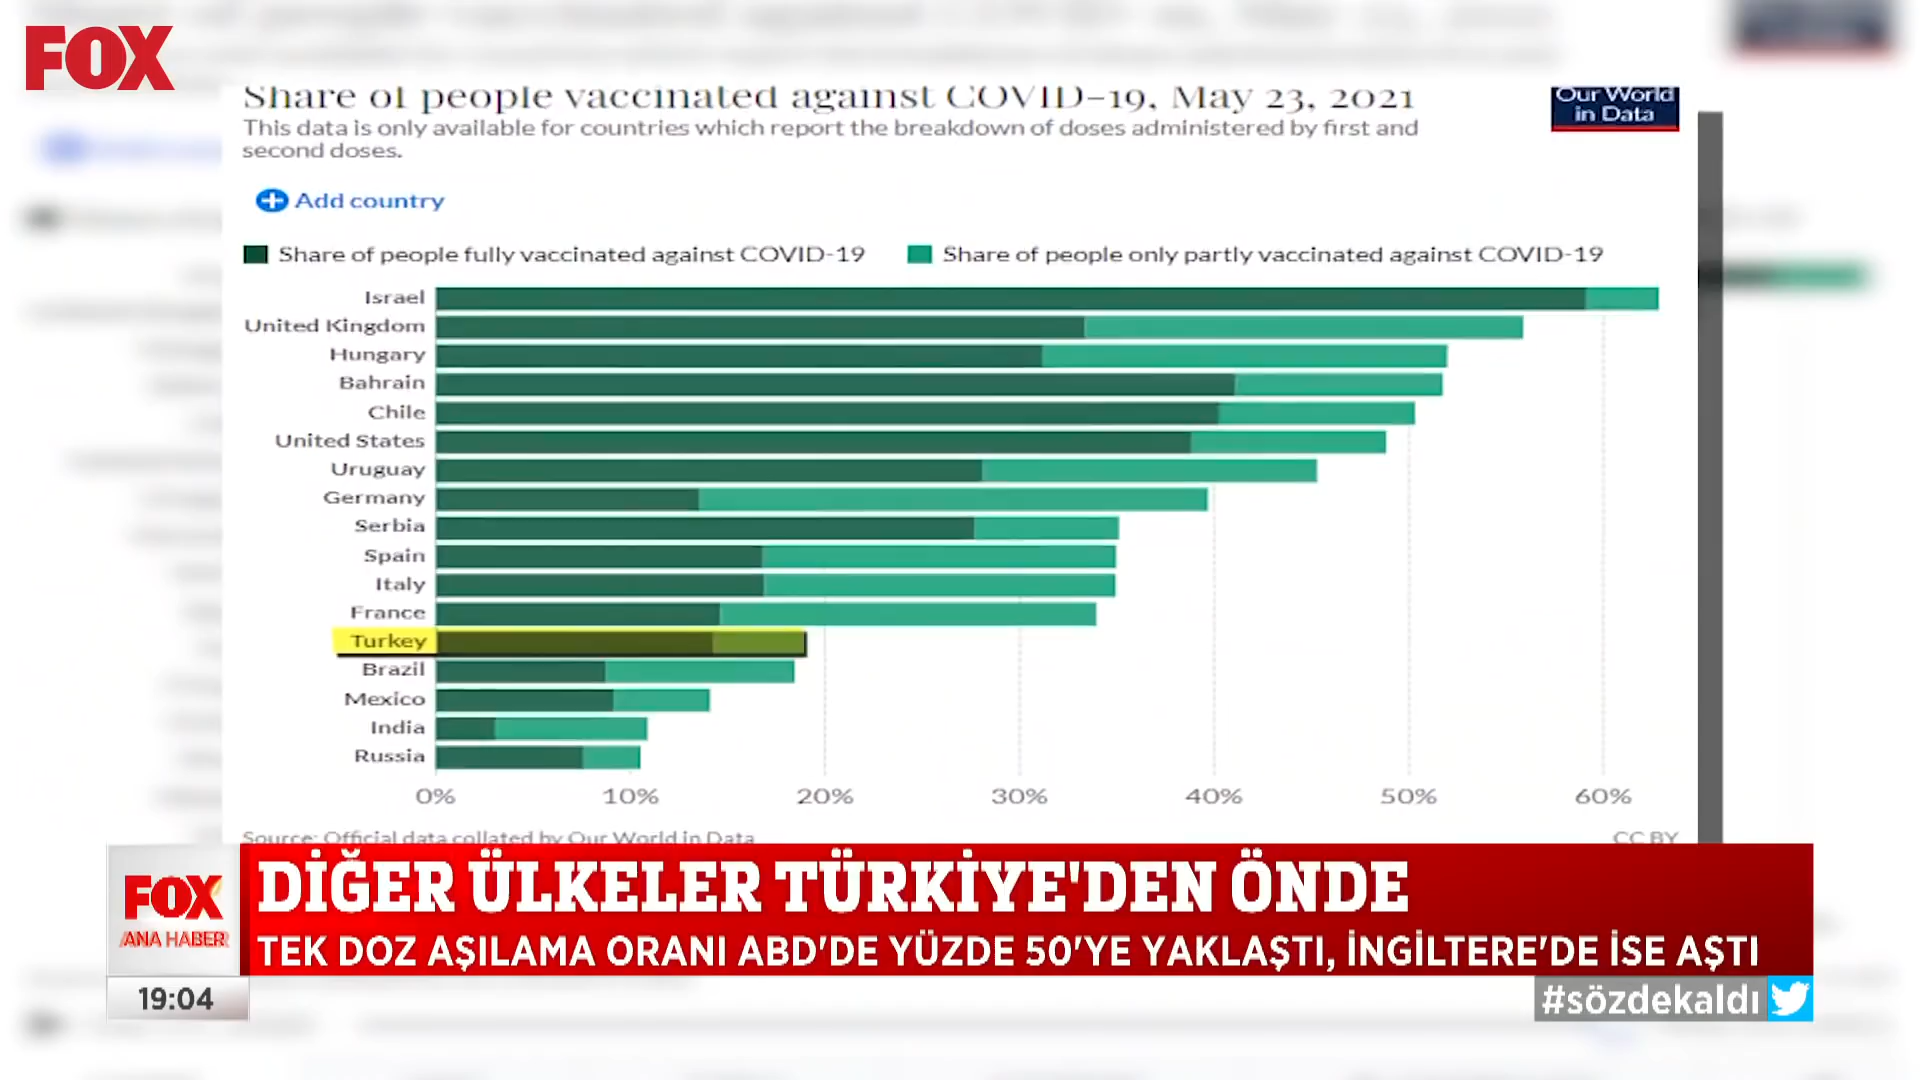 FOX
Share of people vaccinated against COVID-19, May 23, 2021
Our World
in Data
This data is only available for countries which report the breakdown of doses administered by first and
second doses.
Add country
Share of people fully vaccinated against COVID-19
Share of people only partly vaccinated against COVID-19
Israel
United Kingdom
Hungary
Bahrain
Chile
United States
Uruguay
Germany
Serbia
Spain
Italy
France
Turkey
Brazil
Mexico
India
Russia
0% 10% 20% 30% 40% 50% 60%
Source: Official data collated by Our World in Data
CC BY
FOX
ANA HABER
DİĞER ÜLKELER TÜRKİYE'DEN ÖNDE
TEK DOZ AŞILAMA ORANI ABD'DE YÜZDE 50'YE YAKLAŞTI, İNGİLTERE'DE İSE AŞTI
19:04
#sözdekaldı